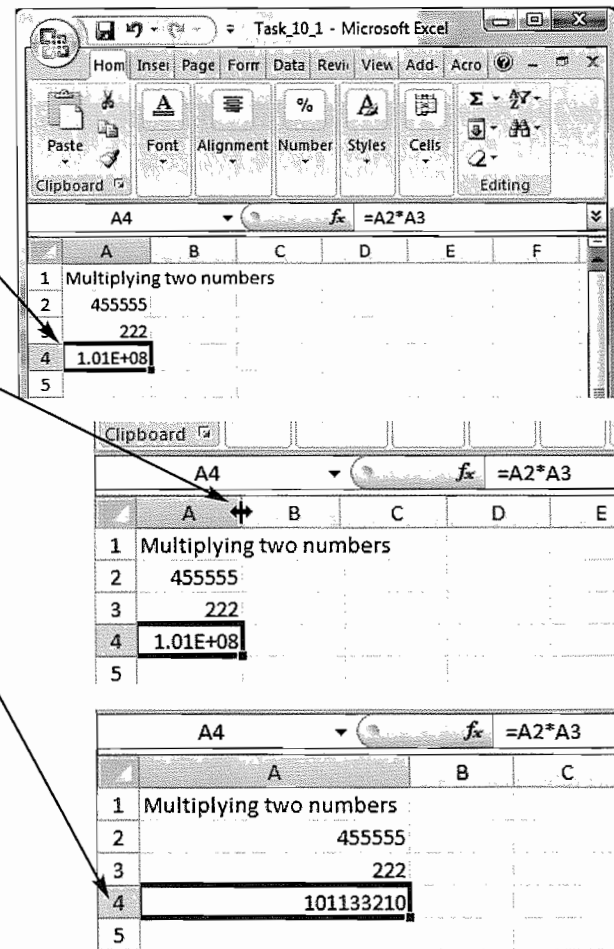 Task_10_1 - Microsoft Excel
Hom Inser Page Form Data Revi View Add- Acro
Paste Font Alignment Number Styles Cells
Clipboard Editing
A4 fx =A2*A3
A B C D E F
1 Multiplying two numbers
2 455555
3 222
4 1.01E+08
5
Clipboard
A4 fx =A2*A3
A B C D E
1 Multiplying two numbers
2 455555
3 222
4 1.01E+08
5
A4 fx =A2*A3
A B C
1 Multiplying two numbers
2 455555
3 222
4 101133210
5